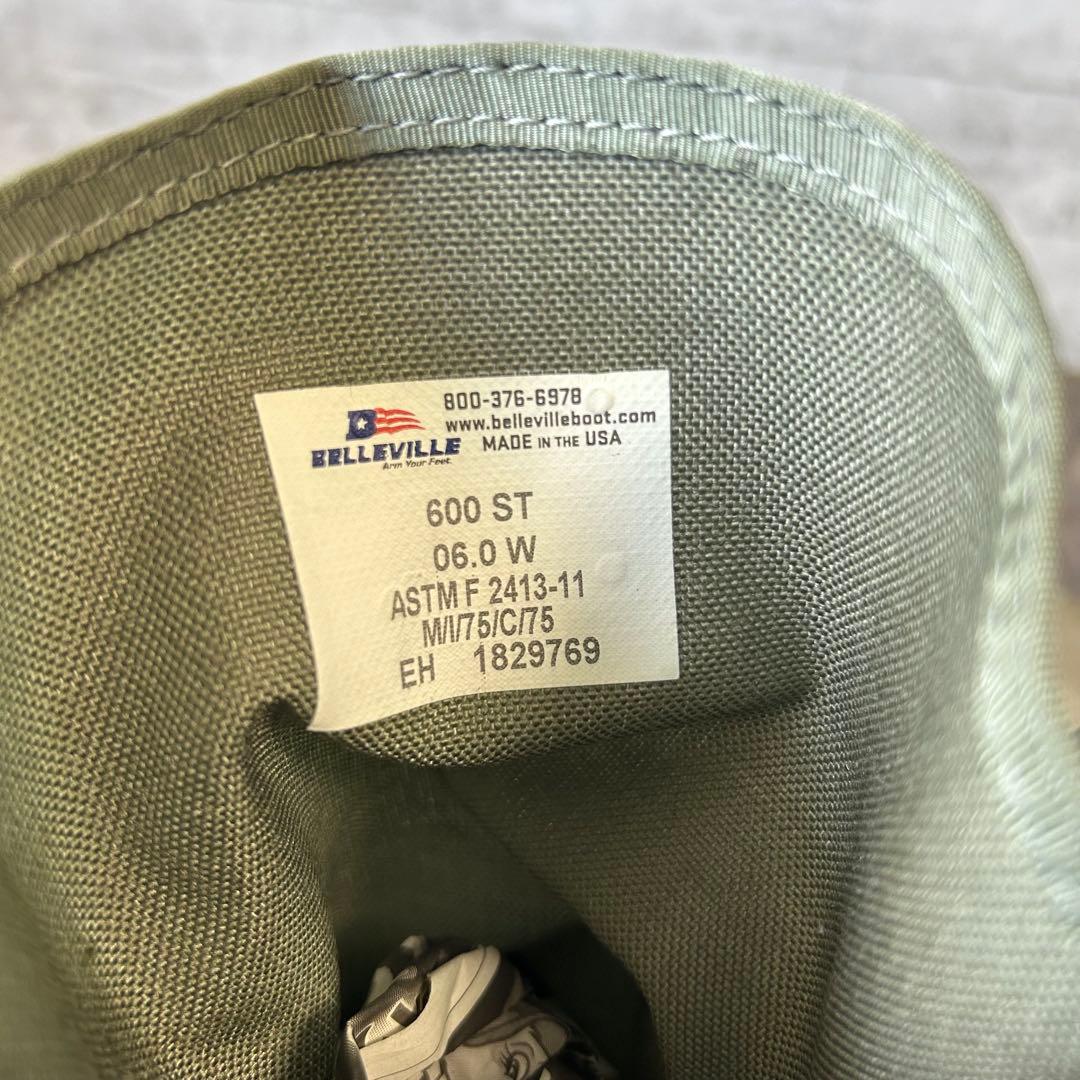 800-376-6978
www.bellevilleboot.com
BELLEVILLE
Arm Your Feet.
MADE IN THE USA
600 ST
06.0 W
ASTM F 2413-11
M/I/75/C/75
EH 1829769